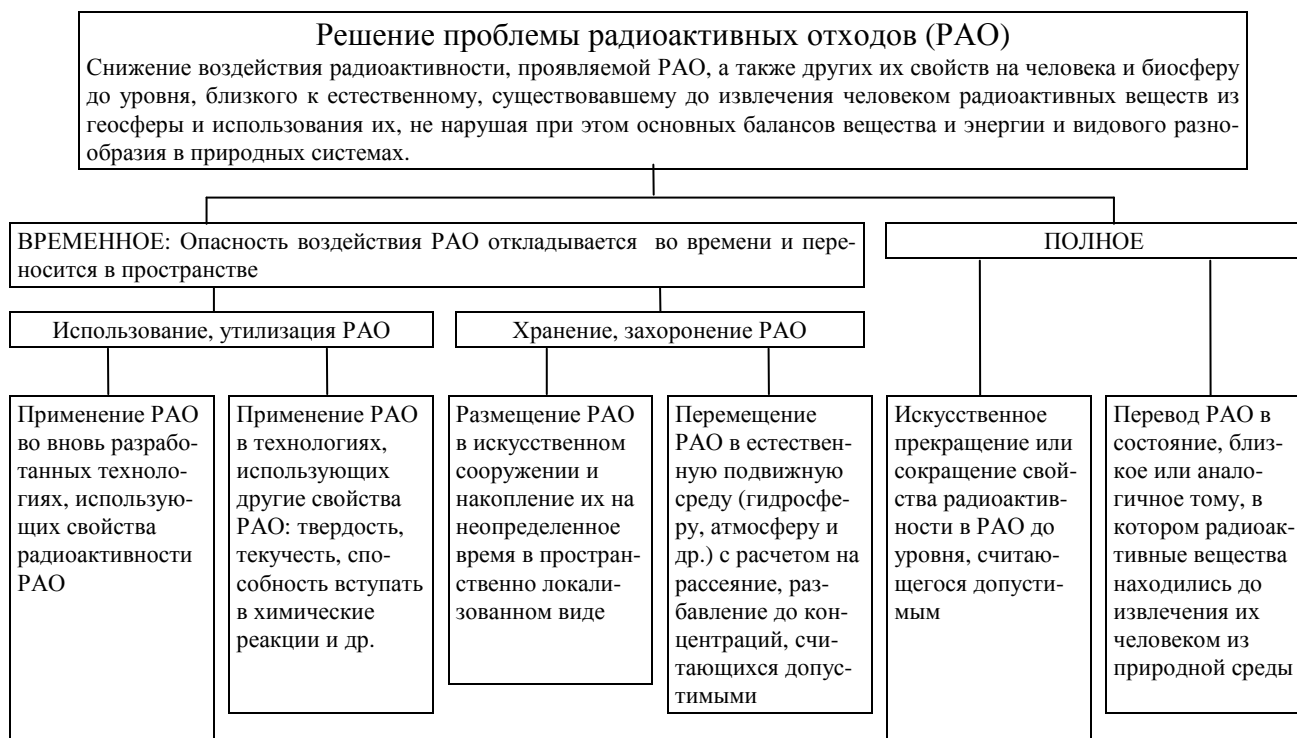 Решение проблемы радиоактивных отходов (РАО)
Снижение воздействия радиоактивности, проявляемой РАО, а также других их свойств на человека и биосферу
до уровня, близкого к естественному, существовавшему до извлечения человеком радиоактивных веществ из
геосферы и использования их, не нарушая при этом основных балансов вещества и энергии и видового разно-
образия в природных системах.
ВРЕМЕННОЕ: Опасность воздействия РАО откладывается во времени и пере-
носится в пространстве
ПОЛНОЕ
Использование, утилизация РАО
Хранение, захоронение РАО
Применение РАО
во вновь разрабо-
танных техноло-
гиях, использую-
щих свойства
радиоактивности
РАО
Применение РАО
в технологиях,
использующих
другие свойства
РАО: твердость,
текучесть, спо-
собность вступать
в химические
реакции и др.
Размещение РАО
в искусственном
сооружении и
накопление их на
неопределенное
время в простран-
ственно локали-
зованном виде
Перемещение
РАО в естествен-
ную подвижную
среду (гидросфе-
ру, атмосферу и
др.) с расчетом на
рассеяние, раз-
бавление до кон-
центраций, счи-
тающихся допус-
тимыми
Искусственное
прекращение или
сокращение свой-
ства радиоактив-
ности в РАО до
уровня, считаю-
щегося допусти-
мым
Перевод РАО в
состояние, близ-
кое или анало-
гичное тому, в
котором радиоак-
тивные вещества
находились до
извлечения их
человеком из
природной среды